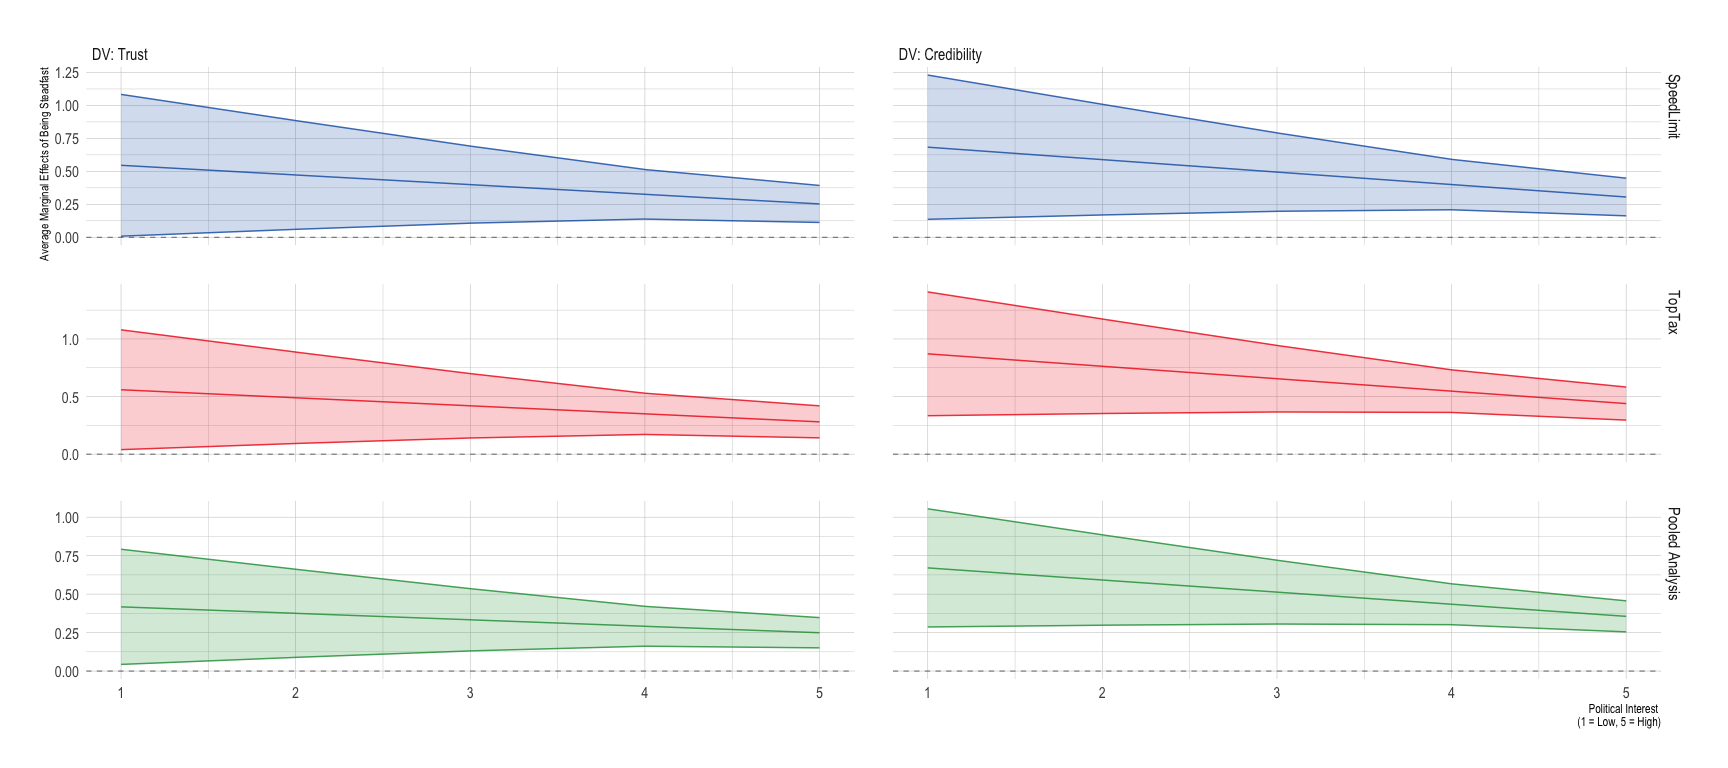 DV: Trust
DV: Credibility
Average Marginal Effects of Being Steadfast
1.25
1.00
0.75
0.50
0.25
0.00
SpeedLimit
1.0
0.5
0.0
TopTax
1.00
0.75
0.50
0.25
0.00
Pooled Analysis
1 2 3 4 5
1 2 3 4 5
Political Interest
(1 = Low, 5 = High)